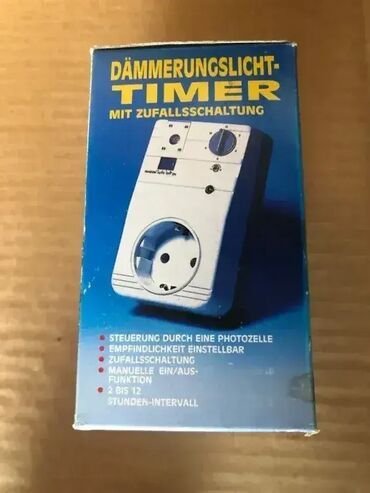 DÄMMERUNGSLICHT-
TIMER
MIT ZUFALLSSCHALTUNG
• STEUERUNG DURCH EINE PHOTOZELLE
• EMPFINDLICHKEIT EINSTELLBAR
• ZUFALLSSCHALTUNG
• MANUELLE EIN/AUS-
FUNKTION
• 2 BIS 12
STUNDEN-INTERVALL